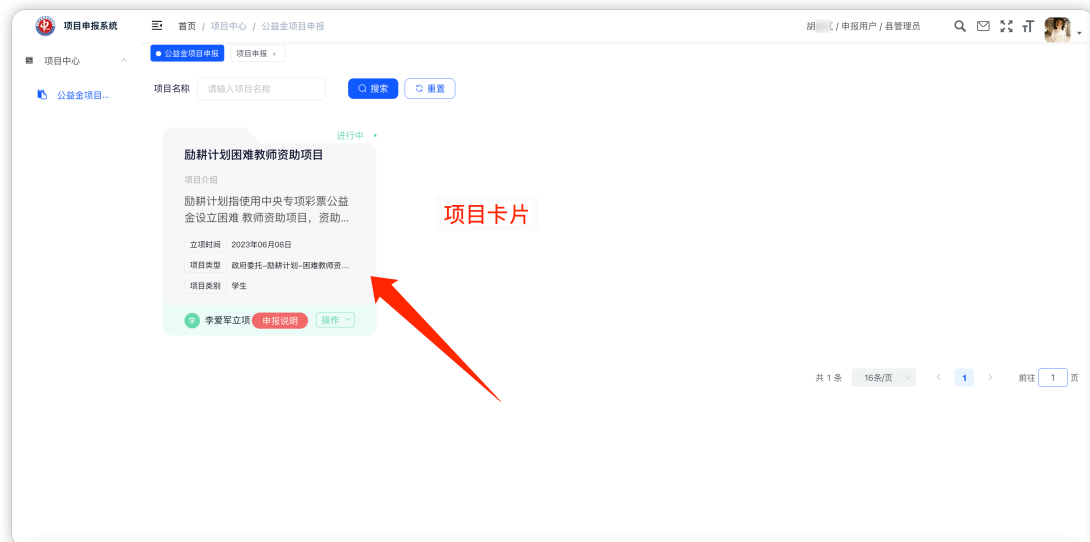 项目申报系统
首页 / 项目中心 / 公益金项目申报
胡 / 申报用户 / 县管理员
项目中心
公益金项目申报
项目申报 ×
公益金项目...
项目名称
请输入项目名称
搜索
重置
进行中
励耕计划困难教师资助项目
项目介绍
励耕计划指使用中央专项彩票公益
金设立困难 教师资助项目，资助...
立项时间 2023年06月08日
项目类型 政府委托-励耕计划-困难教师资...
项目类别 学生
李爱军立项
申报说明
操作
项目卡片
共 1 条
16条/页
1
前往 1 页